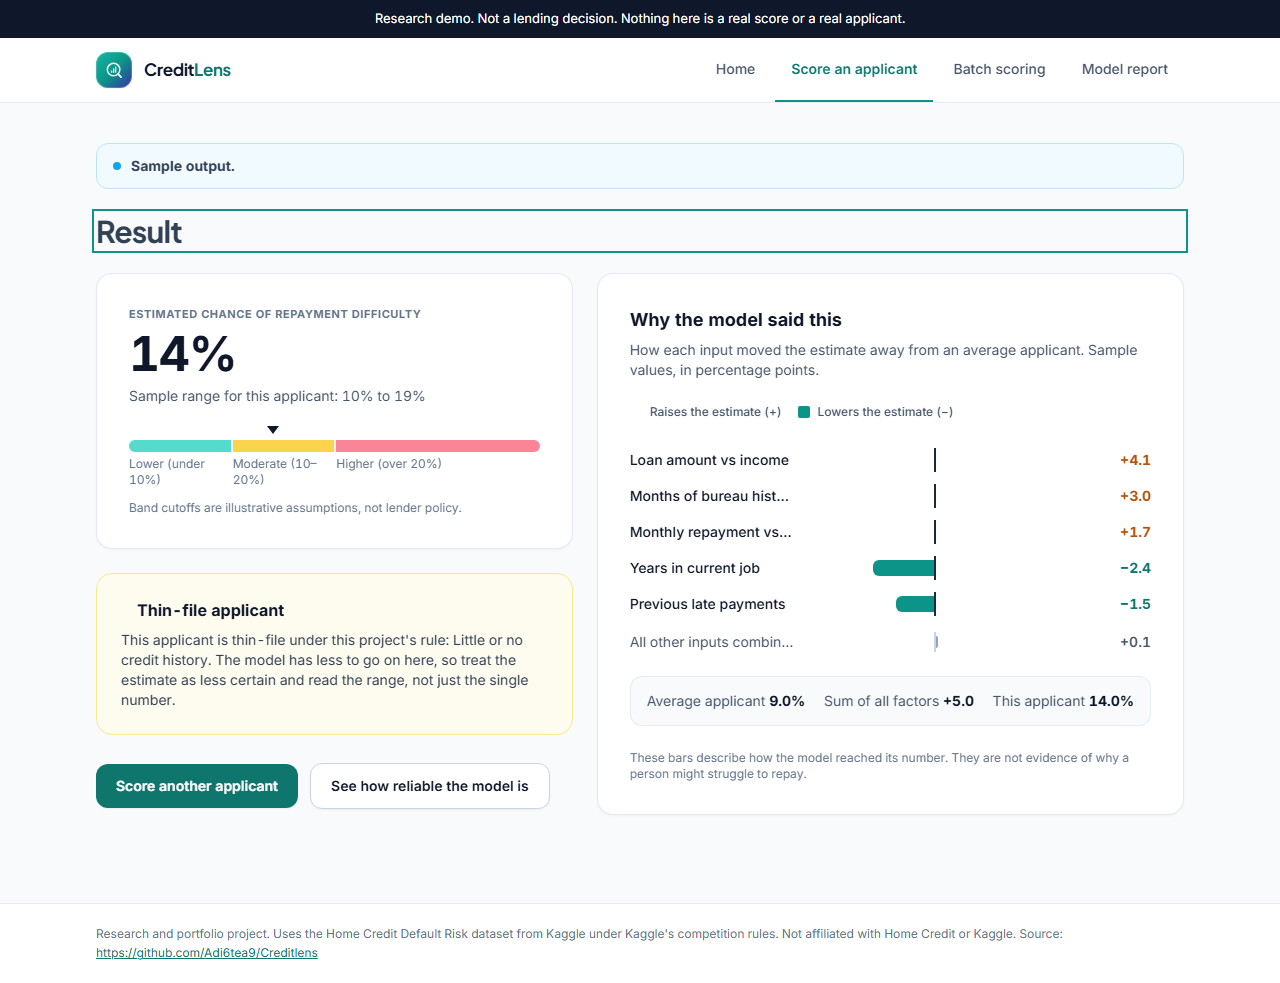 Research demo. Not a lending decision. Nothing here is a real score or a real applicant.
CreditLens
Home
Score an applicant
Batch scoring
Model report
Sample output.
Result
ESTIMATED CHANCE OF REPAYMENT DIFFICULTY
14%
Sample range for this applicant: 10% to 19%
Lower (under
10%)
Moderate (10–
20%)
Higher (over 20%)
Band cutoffs are illustrative assumptions, not lender policy.
Thin-file applicant
This applicant is thin-file under this project's rule: Little or no
credit history. The model has less to go on here, so treat the
estimate as less certain and read the range, not just the single
number.
Score another applicant
See how reliable the model is
Why the model said this
How each input moved the estimate away from an average applicant. Sample
values, in percentage points.
Raises the estimate (+)
Lowers the estimate (−)
Loan amount vs income +4.1
Months of bureau hist... +3.0
Monthly repayment vs... +1.7
Years in current job −2.4
Previous late payments −1.5
All other inputs combin... +0.1
Average applicant 9.0%
Sum of all factors +5.0
This applicant 14.0%
These bars describe how the model reached its number. They are not evidence of why a
person might struggle to repay.
Research and portfolio project. Uses the Home Credit Default Risk dataset from Kaggle under Kaggle's competition rules. Not affiliated with Home Credit or Kaggle. Source:
https://github.com/Adi6tea9/Creditlens